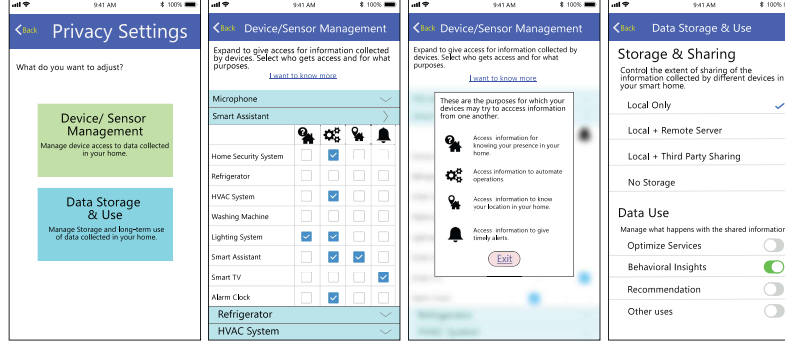 9:41 AM
100%
Back
Privacy Settings
What do you want to adjust?
Device/ Sensor
Management
Manage device access to data collected
in your home.
Data Storage
& Use
Manage Storage and long-term use
of data collected in your home.
9:41 AM
100%
Back
Device/Sensor Management
Expand to give access for information collected
by devices. Select who gets access and for what
purposes.
I want to know more
Microphone
Smart Assistant
Home Security System
Refrigerator
HVAC System
Washing Machine
Lighting System
Smart Assistant
Smart TV
Alarm Clock
Refrigerator
HVAC System
9:41 AM
100%
Back
Device/Sensor Management
Expand to give access for information collected by
devices. Select who gets access and for what
purposes.
I want to know more
These are the purposes for which your
devices may try to acccess information
from one another.
Access information for
knowing your presence in your
home.
Access information to automate
operations.
Access information to know
your location in your home.
Access information to give
timely alerts.
Exit
9:41 AM
100%
Back
Data Storage & Use
Storage & Sharing
Control the extent of sharing of the
information collected by different devices in
your smart home.
Local Only
Local + Remote Server
Local + Third Party Sharing
No Storage
Data Use
Manage what happens with the shared information
Optimize Services
Behavioral Insights
Recommendation
Other uses